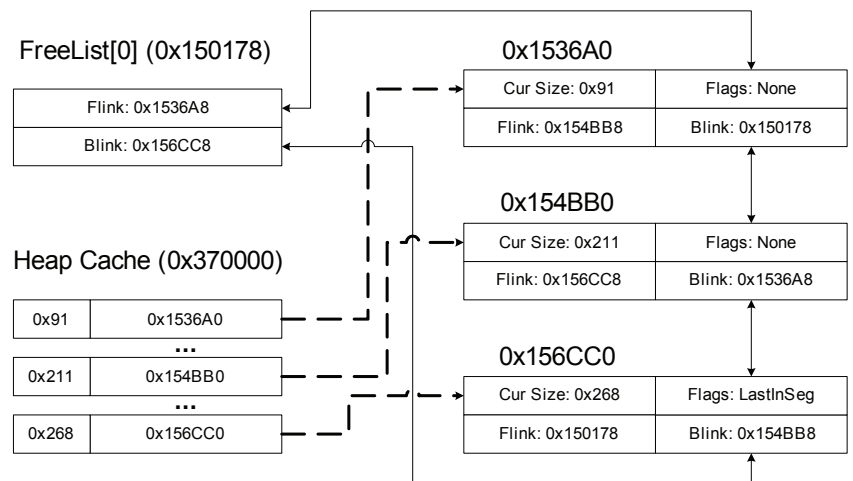 FreeList[0] (0x150178)
Flink: 0x1536A8
Blink: 0x156CC8
Heap Cache (0x370000)
0x91 0x1536A0
...
0x211 0x154BB0
...
0x268 0x156CC0
0x1536A0
Cur Size: 0x91 Flags: None
Flink: 0x154BB8 Blink: 0x150178
0x154BB0
Cur Size: 0x211 Flags: None
Flink: 0x156CC8 Blink: 0x1536A8
0x156CC0
Cur Size: 0x268 Flags: LastInSeg
Flink: 0x150178 Blink: 0x154BB8